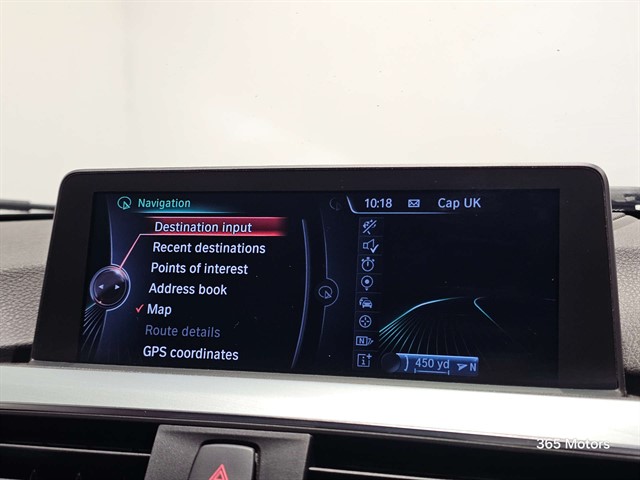 Navigation
10:18 Cap UK
Destination input
Recent destinations
Points of interest
Address book
Map
Route details
GPS coordinates
450 yd N
365 Motors